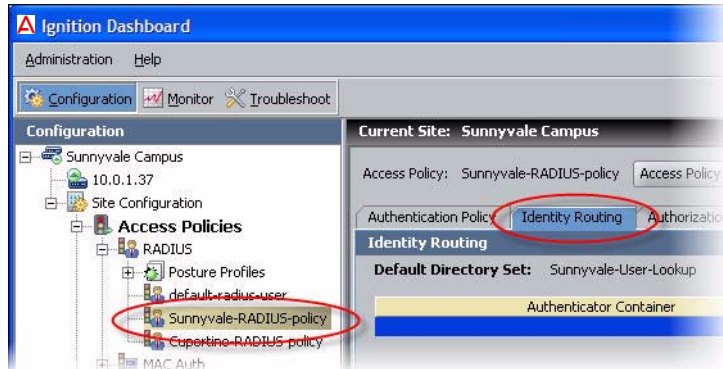 Ignition Dashboard
Administration Help
Configuration Monitor Troubleshoot
Configuration
Sunnyvale Campus
10.0.1.37
Site Configuration
Access Policies
RADIUS
Posture Profiles
default-radius-user
Sunnyvale-RADIUS-policy
Cupertino-RADIUS-policy
MAC Auth
Current Site: Sunnyvale Campus
Access Policy: Sunnyvale-RADIUS-policy Access Policy
Authentication Policy Identity Routing Authorizatio
Identity Routing
Default Directory Set: Sunnyvale-User-Lookup
Authenticator Container